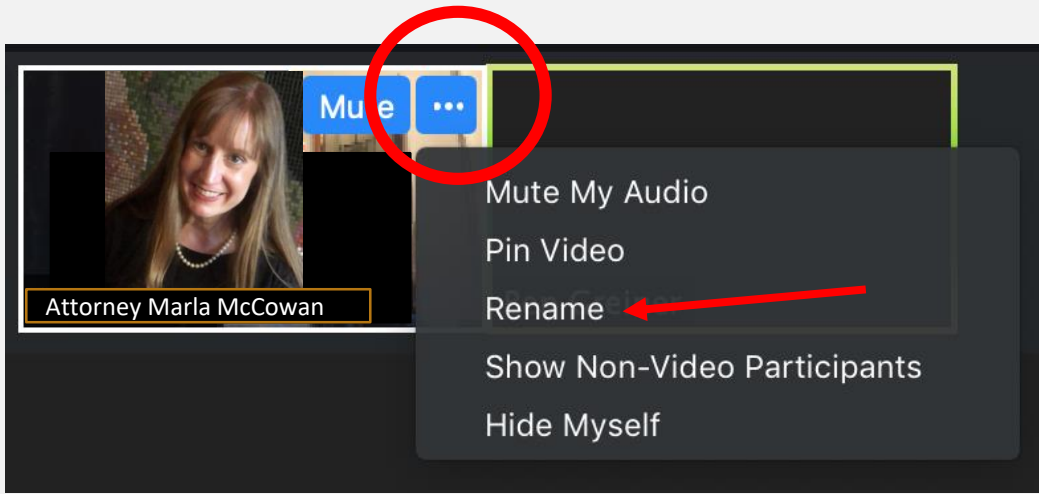 Mute ...
Mute My Audio
Pin Video
Attorney Marla McCowan
Rename
Show Non-Video Participants
Hide Myself